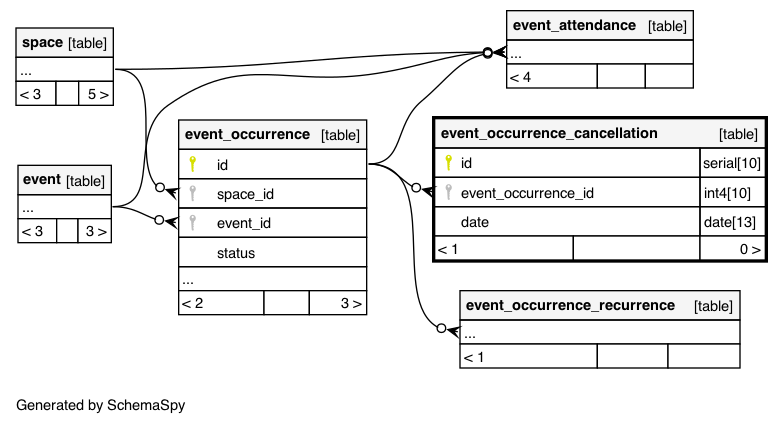 space [table]
...
< 3 5 >
event [table]
...
< 3 3 >
event_occurrence [table]
id
space_id
event_id
status
...
< 2 3 >
event_attendance [table]
...
< 4
event_occurrence_cancellation [table]
id serial[10]
event_occurrence_id int4[10]
date date[13]
< 1 0 >
event_occurrence_recurrence [table]
...
< 1
Generated by SchemaSpy